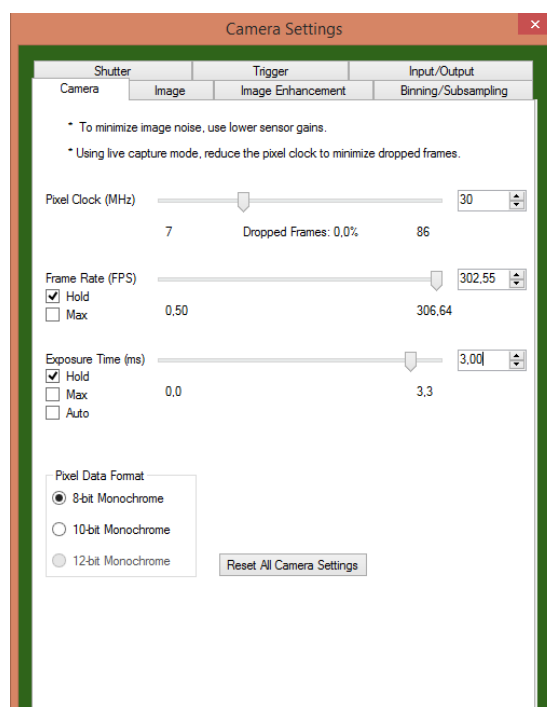 Camera Settings
Shutter Trigger Input/Output
Camera Image Image Enhancement Binning/Subsampling
* To minimize image noise, use lower sensor gains.
* Using live capture mode, reduce the pixel clock to minimize dropped frames.
Pixel Clock (MHz) 30
7 Dropped Frames: 0,0% 86
Frame Rate (FPS) 302,55
Hold
Max 0,50 306,64
Exposure Time (ms) 3,00
Hold
Max 0,0 3,3
Auto
Pixel Data Format
8-bit Monochrome
10-bit Monochrome
12-bit Monochrome Reset All Camera Settings